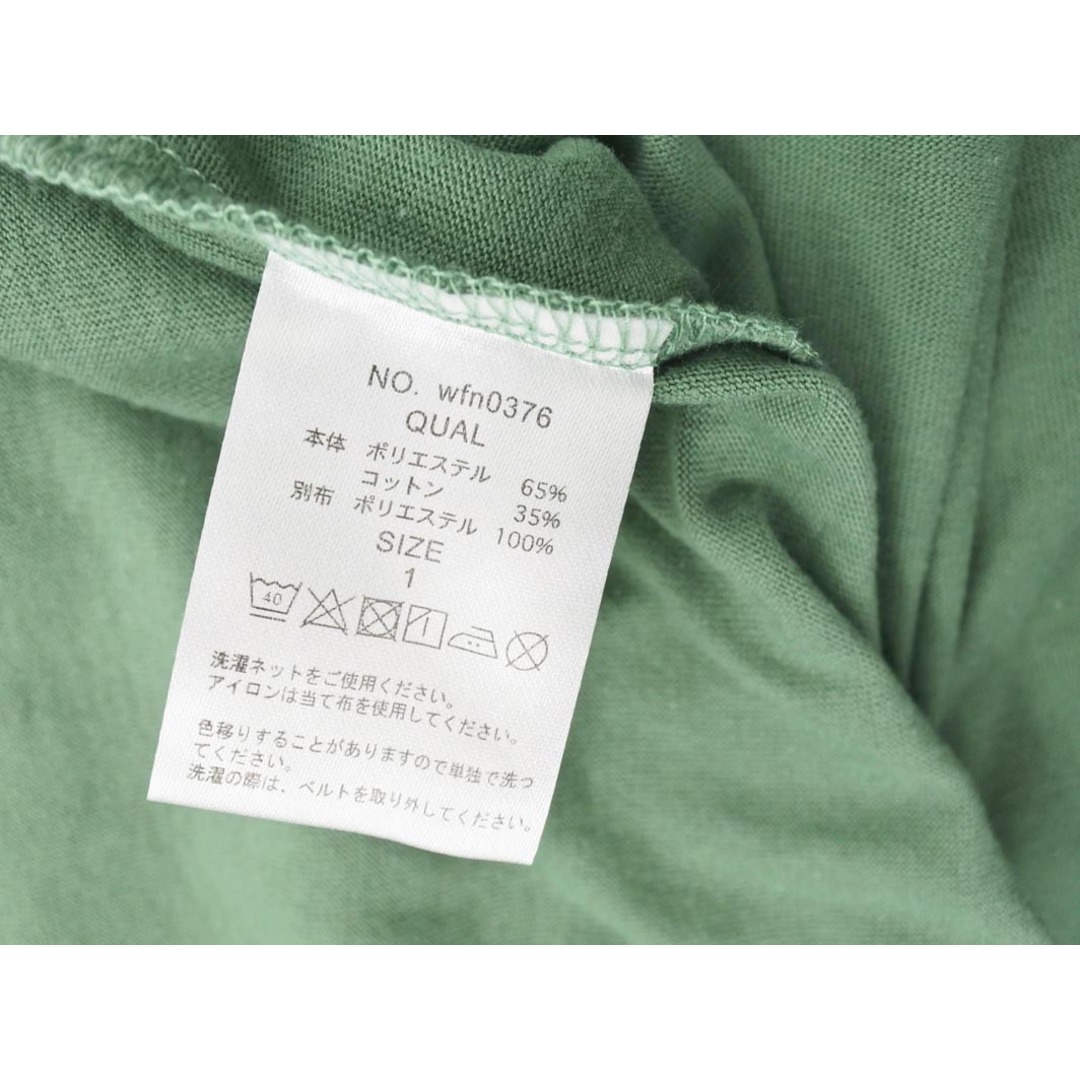 NO. wfn0376
QUAL
本体 ポリエステル 65%
コットン 35%
別布 ポリエステル 100%
SIZE
1
40
洗濯ネットをご使用ください。
アイロンは当て布を使用してください。
色移りすることがありますので単独で洗っ
てください。
洗濯の際は、ベルトを取り外してください。